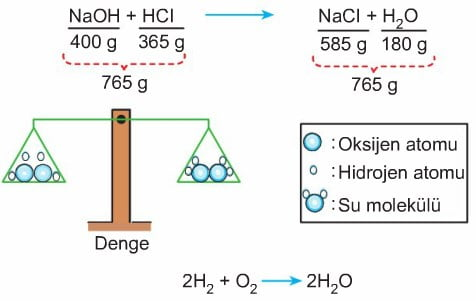 NaOH + HCl → NaCl + H₂O
400 g 365 g 585 g 180 g
765 g 765 g
:Oksijen atomu
:Hidrojen atomu
:Su molekülü
Denge
2H₂ + O₂ → 2H₂O